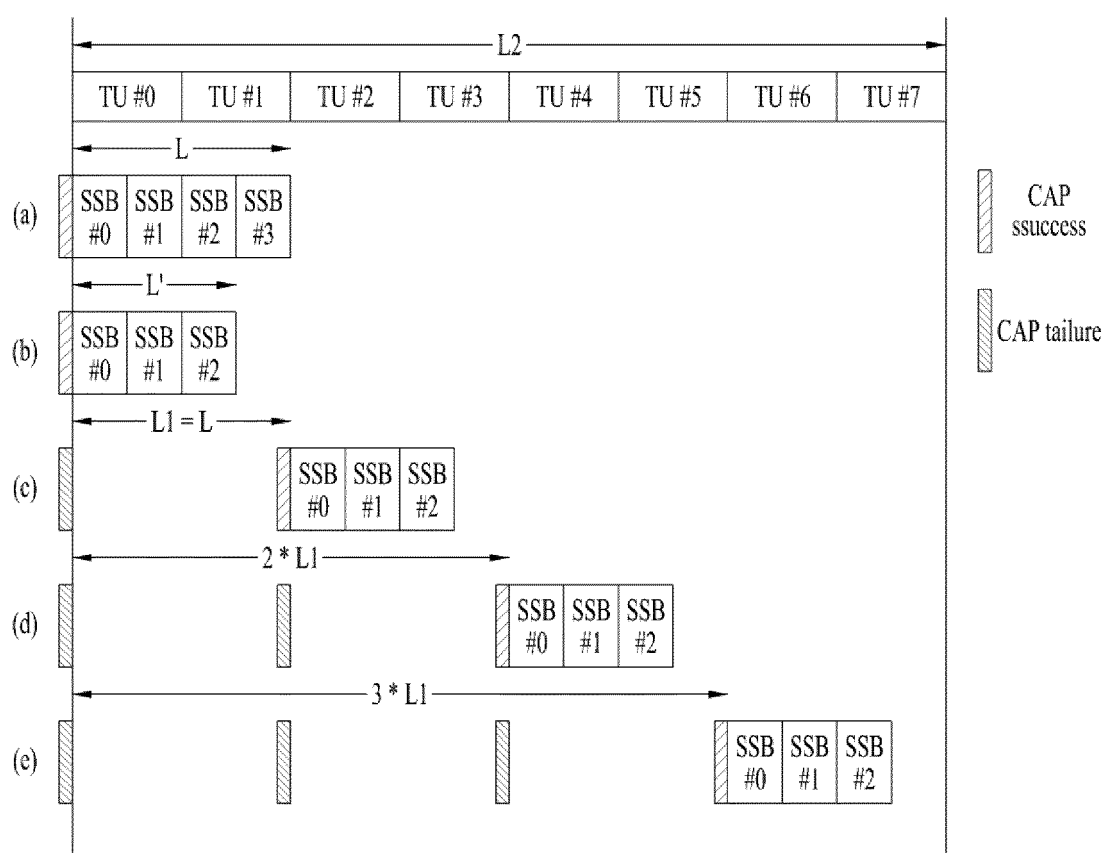 L2
TU #0 TU #1 TU #2 TU #3 TU #4 TU #5 TU #6 TU #7
L
(a) SSB #0 SSB #1 SSB #2 SSB #3
CAP
ssuccess
L'
(b) SSB #0 SSB #1 SSB #2
CAP tailure
L1 = L
(c) SSB #0 SSB #1 SSB #2
2 * L1
(d) SSB #0 SSB #1 SSB #2
3 * L1
(e) SSB #0 SSB #1 SSB #2